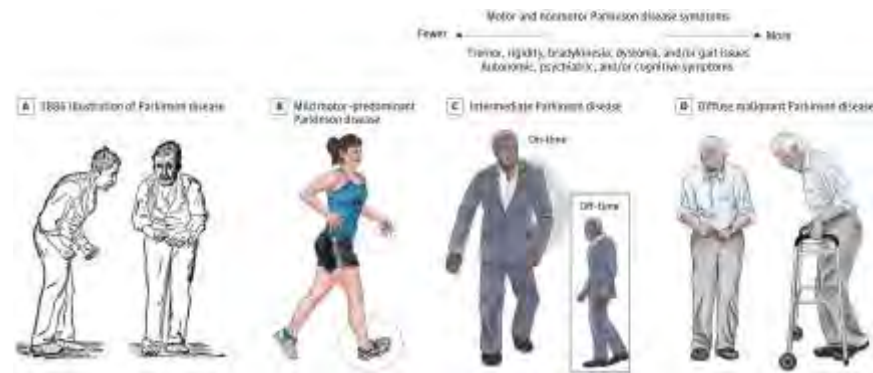 Motor and nonmotor Parkinson disease symptoms
Fewer More
Tremor, rigidity, bradykinesia, dystonia, and/or gait issues
Autonomic, psychiatric, and/or cognitive symptoms
A 1886 Illustration of Parkinson disease
B Mild motor-predominant
Parkinson disease
C Intermediate Parkinson disease
D Diffuse malignant Parkinson disease
On-time
Off-time